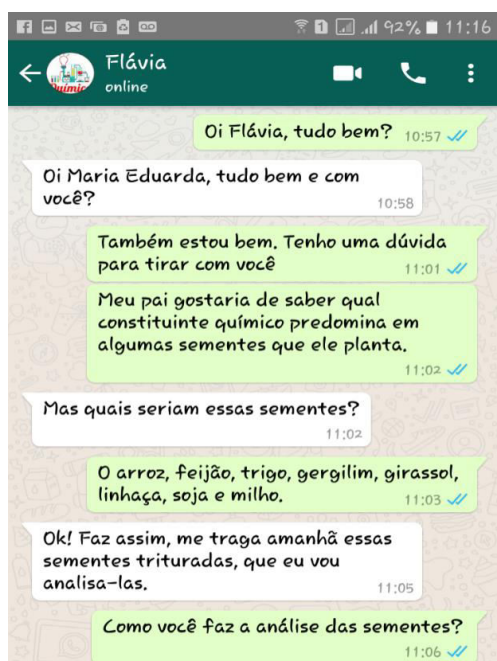 92% 11:16
Flávia
online
Químic
Oi Flávia, tudo bem? 10:57
Oi Maria Eduarda, tudo bem e com
você? 10:58
Também estou bem. Tenho uma dúvida
para tirar com você 11:01
Meu pai gostaria de saber qual
constituinte químico predomina em
algumas sementes que ele planta.
11:02
Mas quais seriam essas sementes?
11:02
O arroz, feijão, trigo, gergilim, girassol,
linhaça, soja e milho. 11:03
Ok! Faz assim, me traga amanhã essas
sementes trituradas, que eu vou
analisa-las. 11:05
Como você faz a análise das sementes?
11:06